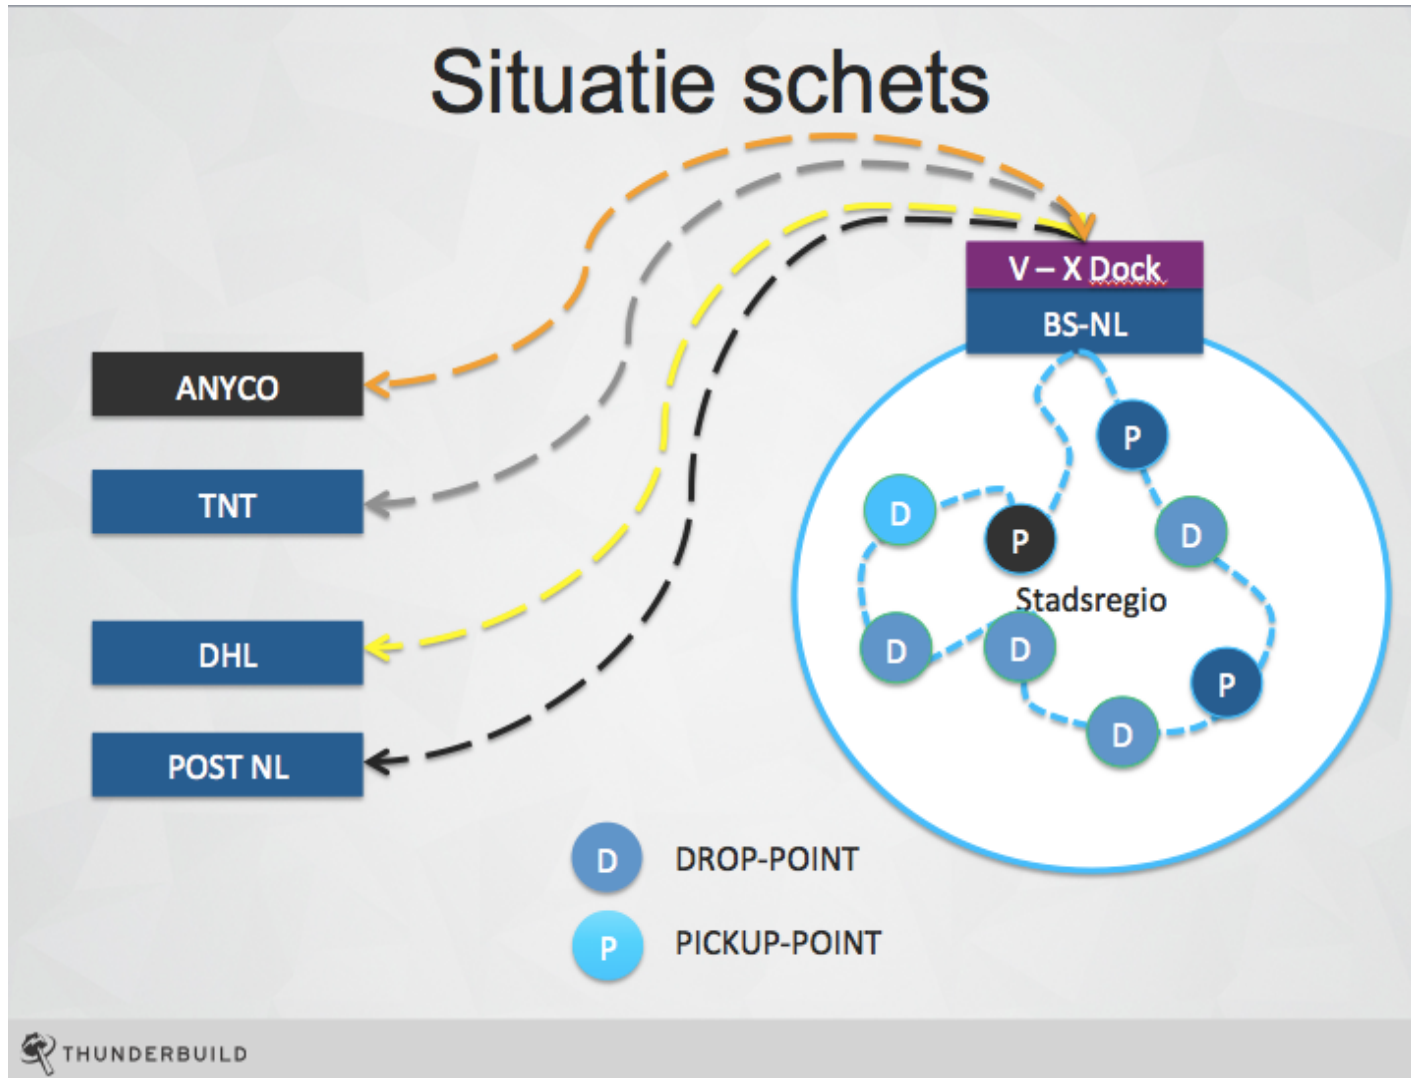 Situatie schets
V – X Dock
BS-NL
ANYCO
TNT
DHL
POST NL
P
D
D
P
Stadsregio
D
D
P
D
D DROP-POINT
P PICKUP-POINT
THUNDERBUILD